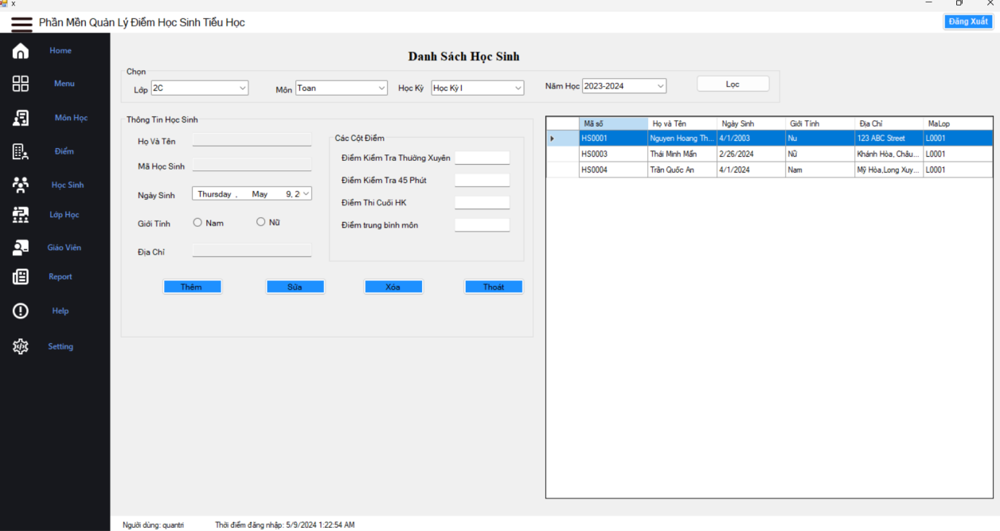 x
Phần Mền Quản Lý Điểm Học Sinh Tiểu Học
Đăng Xuất
Home
Menu
Môn Học
Điểm
Học Sinh
Lớp Học
Giáo Viên
Report
Help
Setting
Danh Sách Học Sinh
Chọn
Lớp 2C Môn Toan Học Kỳ Học Kỳ I Năm Học 2023-2024 Lọc
Thông Tin Học Sinh
Họ Và Tên
Mã Học Sinh
Ngày Sinh Thursday , May 9, 2
Giới Tính Nam Nữ
Địa Chỉ
Các Cột Điểm
Điểm Kiểm Tra Thường Xuyên
Điểm Kiểm Tra 45 Phút
Điểm Thi Cuối HK
Điểm trung bình môn
Thêm Sửa Xóa Thoát
Mã số Họ và Tên Ngày Sinh Giới Tính Địa Chỉ MaLop
HS0001 Nguyen Hoang Th... 4/1/2003 Nu 123 ABC Street L0001
HS0003 Thái Minh Mẫn 2/26/2024 Nữ Khánh Hòa, Châu... L0001
HS0004 Trần Quốc An 4/1/2024 Nam Mỹ Hòa,Long Xuy... L0001
Người dùng: quantri Thời điểm đăng nhập: 5/9/2024 1:22:54 AM